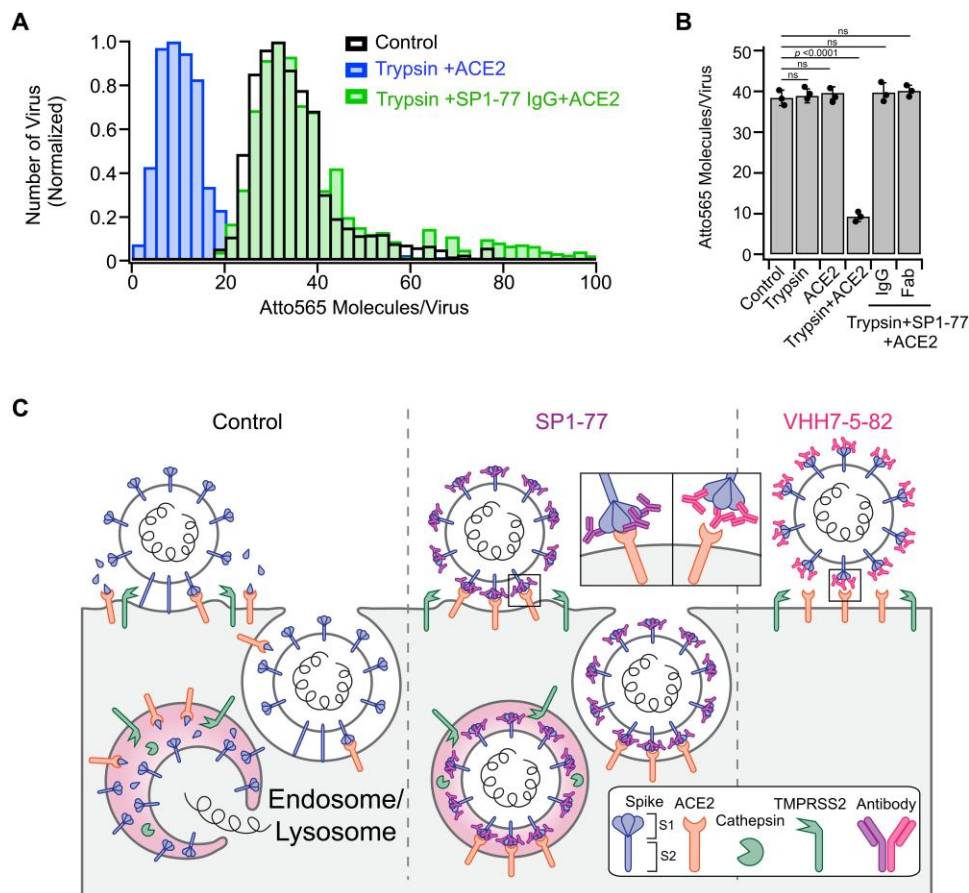 A
Number of Virus
(Normalized)
1.0
0.8
0.6
0.4
0.2
0
0 20 40 60 80 100
Atto565 Molecules/Virus
Control
Trypsin +ACE2
Trypsin +SP1-77 IgG+ACE2
B
Atto565 Molecules/Virus
50
40
30
20
10
0
ns
ns
p <0.0001
ns
ns
Control
Trypsin
ACE2
Trypsin+ACE2
IgG
Fab
Trypsin+SP1-77
+ACE2
C
Control
SP1-77
VHH7-5-82
Endosome/
Lysosome
Spike ACE2 Cathepsin TMPRSS2 Antibody
S1
S2